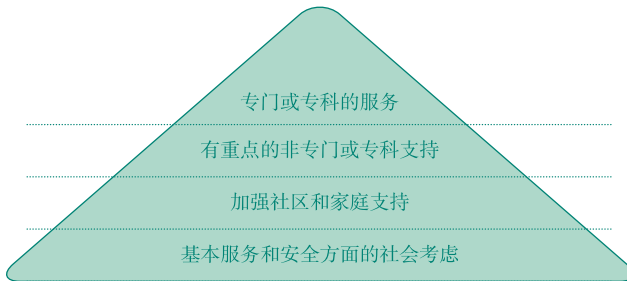 专门或专科的服务
有重点的非专门或专科支持
加强社区和家庭支持
基本服务和安全方面的社会考虑